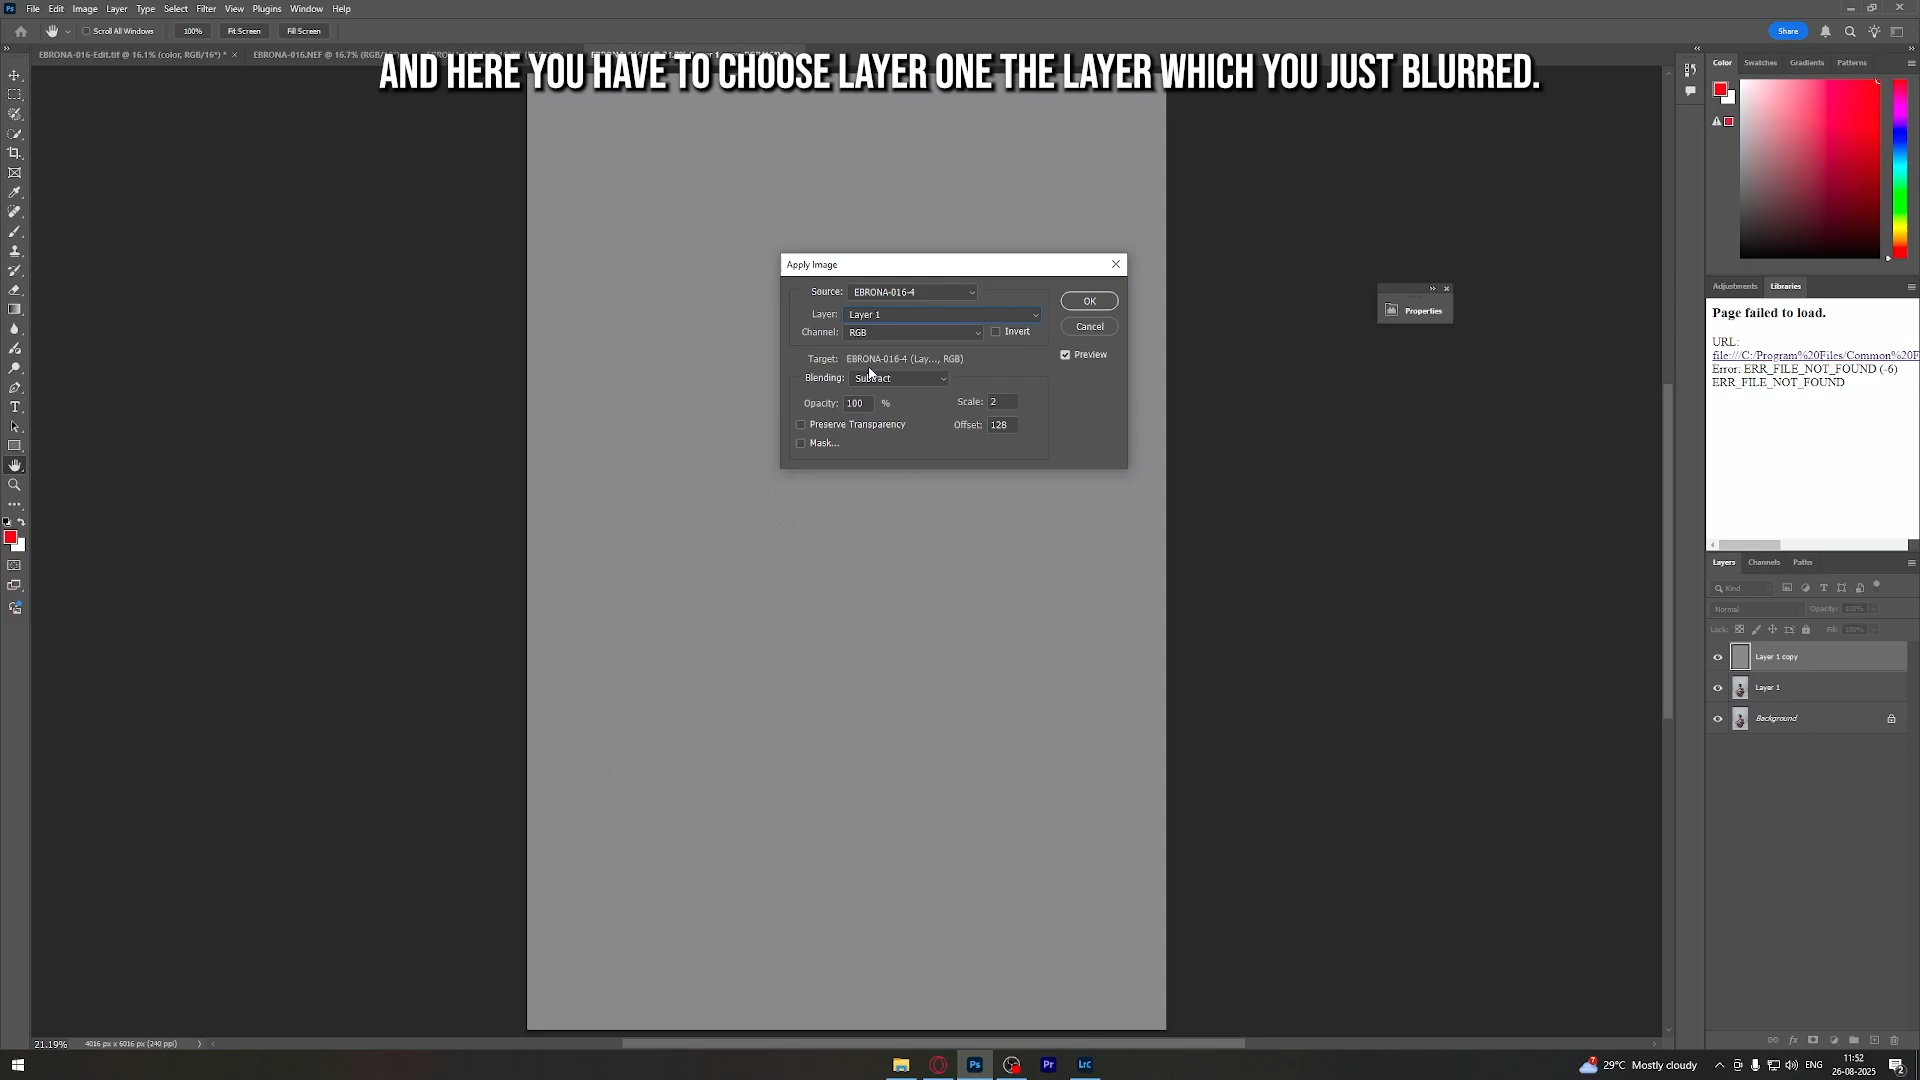 Ps File Edit Image Layer Type Select Filter View Plugins Window Help
Scroll All Windows 100% Fit Screen Fill Screen Share
EBRONA-016-Edit.tif @ 16.1% (color, RGB/16*) * × EBRONA-016.NEF @ 16.7% (RGB/16*)
AND HERE YOU HAVE TO CHOOSE LAYER ONE THE LAYER WHICH YOU JUST BLURRED.
Color Swatches Gradients Patterns
Apply Image
Source: EBRONA-016-4
OK
Layer: Layer 1
Cancel
Channel: RGB Invert
Preview
Target: EBRONA-016-4 (Lay..., RGB)
Blending: Subtract
Opacity: 100 % Scale: 2
Preserve Transparency Offset: 128
Mask...
Properties
Adjustments Libraries
Page failed to load.
URL:
file:///C:/Program%20Files/Common%20F
Error: ERR_FILE_NOT_FOUND (-6)
ERR_FILE_NOT_FOUND
Layers Channels Paths
Kind
Normal Opacity: 100%
Lock: Fill: 100%
Layer 1 copy
Layer 1
Background
21.19% 4016 px x 6016 px (240 ppi)
Ps Pr Lrc
29°C Mostly cloudy ENG
11:52
26-08-2025